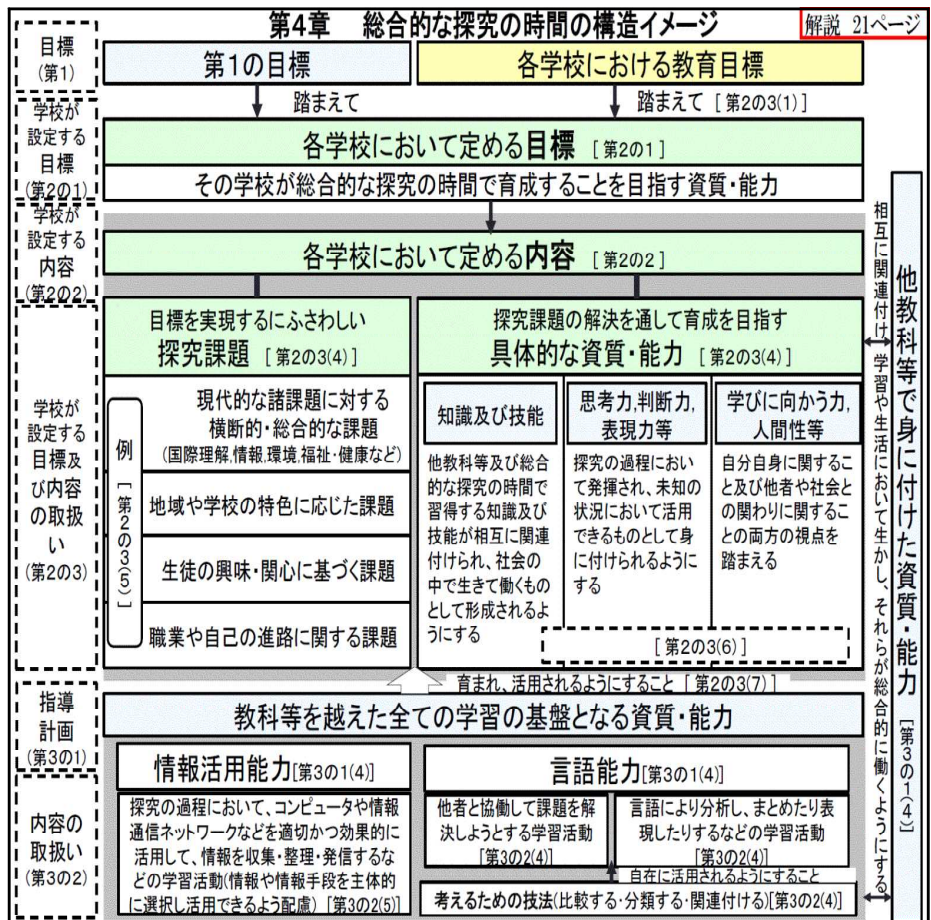 第4章 総合的な探究の時間の構造イメージ
解説 21ページ
目標
(第1)
第1の目標
各学校における教育目標
踏まえて
踏まえて [ 第2の3(1) ]
学校が
設定する
目標
(第2の1)
各学校において定める目標 [ 第2の1 ]
その学校が総合的な探究の時間で育成することを目指す資質・能力
学校が
設定する
内容
(第2の2)
各学校において定める内容 [ 第2の2 ]
学校が
設定する
目標及
び内容
の取扱
い
(第2の3)
目標を実現するにふさわしい
探究課題 [ 第2の3(4) ]
例 [第2の3(5)]
現代的な諸課題に対する
横断的・総合的な課題
(国際理解,情報,環境,福祉・健康など)
地域や学校の特色に応じた課題
生徒の興味・関心に基づく課題
職業や自己の進路に関する課題
探究課題の解決を通して育成を目指す
具体的な資質・能力 [ 第2の3(4) ]
知識及び技能
他教科等及び総合
的な探究の時間で
習得する知識及び
技能が相互に関連
付けられ、社会の
中で生きて働くもの
として形成されるよ
うにする
思考力,判断力,
表現力等
探究の過程におい
て発揮され、未知の
状況において活用
できるものとして身
に付けられるように
する
学びに向かう力,
人間性等
自分自身に関するこ
と及び他者や社会と
の関わりに関するこ
との両方の視点を
踏まえる
[ 第2の3(6) ]
育まれ、活用されるようにすること [ 第2の3(7) ]
指導
計画
(第3の1)
教科等を越えた全ての学習の基盤となる資質・能力
内容の
取扱い
(第3の2)
情報活用能力[第3の1(4)]
探究の過程において、コンピュータや情報
通信ネットワークなどを適切かつ効果的に
活用して、情報を収集・整理・発信するな
どの学習活動(情報や情報手段を主体的
に選択し活用できるよう配慮) [第3の2(5)]
言語能力[第3の1(4)]
他者と協働して課題を解
決しようとする学習活動
[第3の2(4)]
言語により分析し、まとめたり表
現したりするなどの学習活動
[第3の2(4)]
自在に活用されるようにすること
考えるための技法(比較する・分類する・関連付ける)[第3の2(4)]
相互に関連付け、学習や生活において生かし、それらが総合的に働くようにする
他教科等で身に付けた資質・能力 [第3の1(4)]